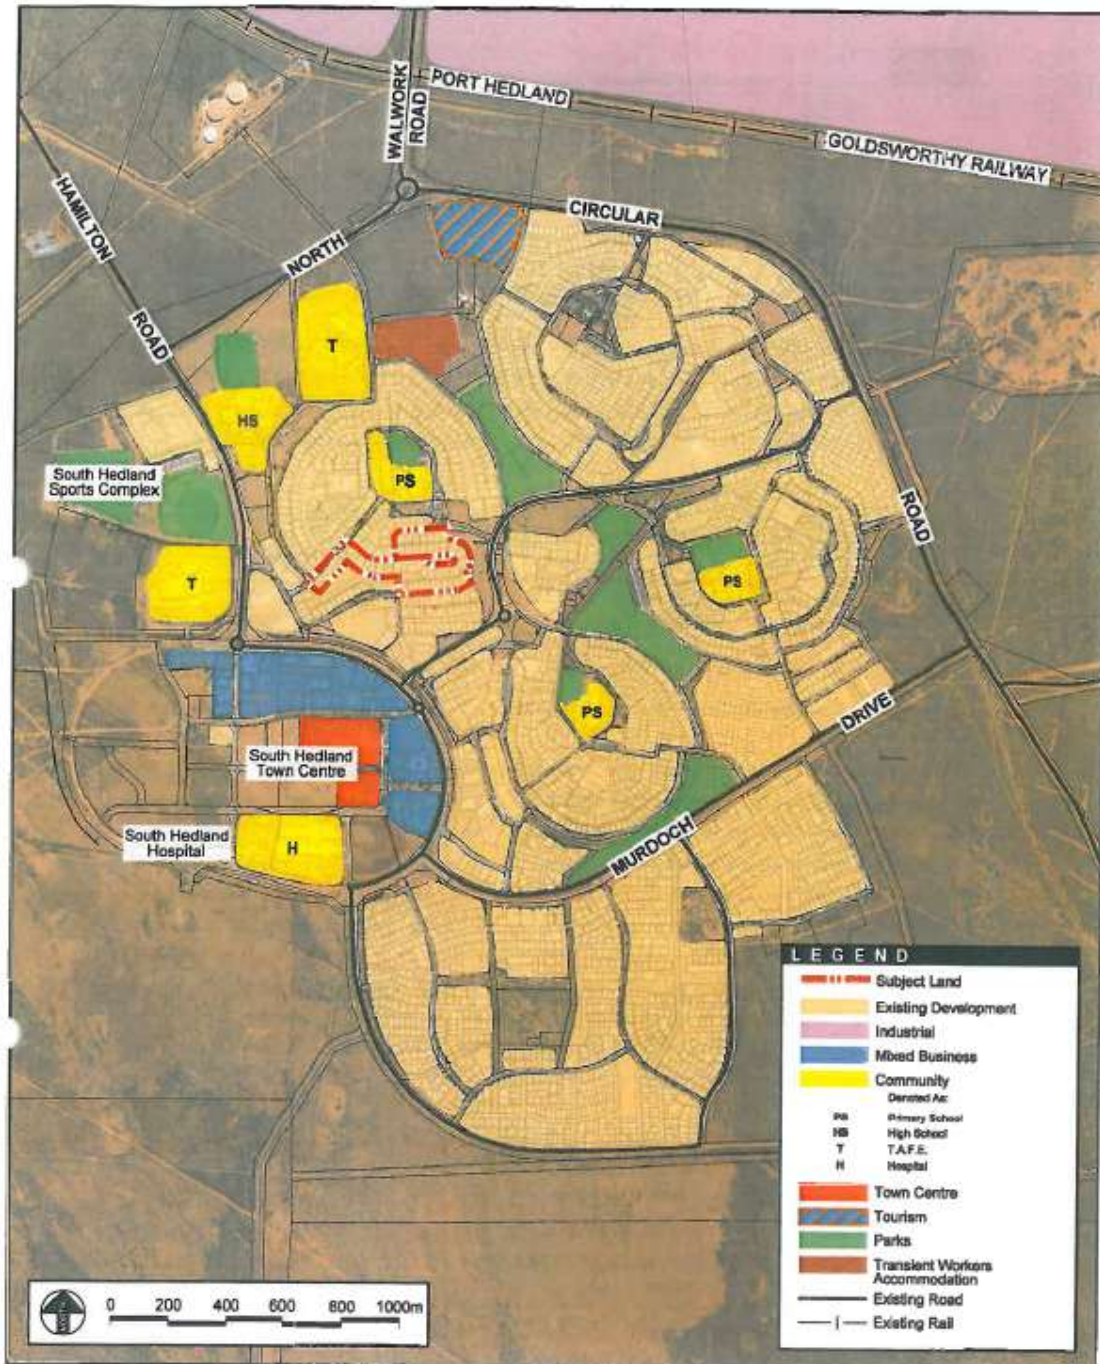 WALWORK
ROAD
PORT HEDLAND
GOLDSWORTHY RAILWAY
HAMILTON
ROAD
NORTH
CIRCULAR
ROAD
T
HS
PS
South Hedland
Sports Complex
T
PS
PS
DRIVE
MURDOCH
South Hedland
Town Centre
South Hedland
Hospital
H
LEGEND
Subject Land
Existing Development
Industrial
Mixed Business
Community
Denoted As:
PS Primary School
HS High School
T T.A.F.E.
H Hospital
Town Centre
Tourism
Parks
Transient Workers
Accommodation
Existing Road
Existing Rail
0 200 400 600 800 1000m